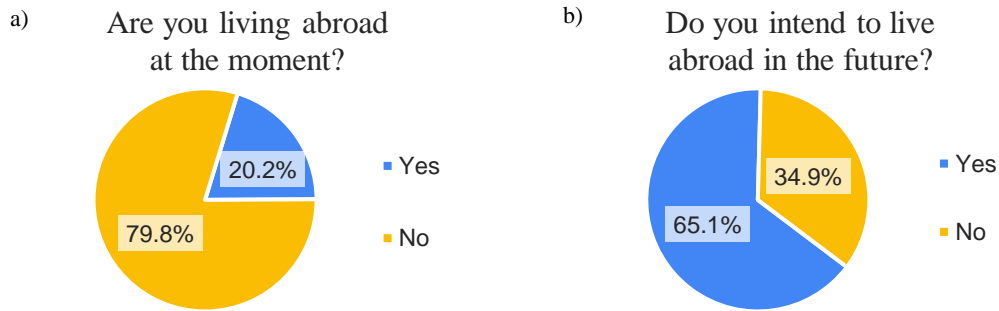 a)
Are you living abroad
at the moment?
20.2%
79.8%
Yes
No
b)
Do you intend to live
abroad in the future?
34.9%
65.1%
Yes
No